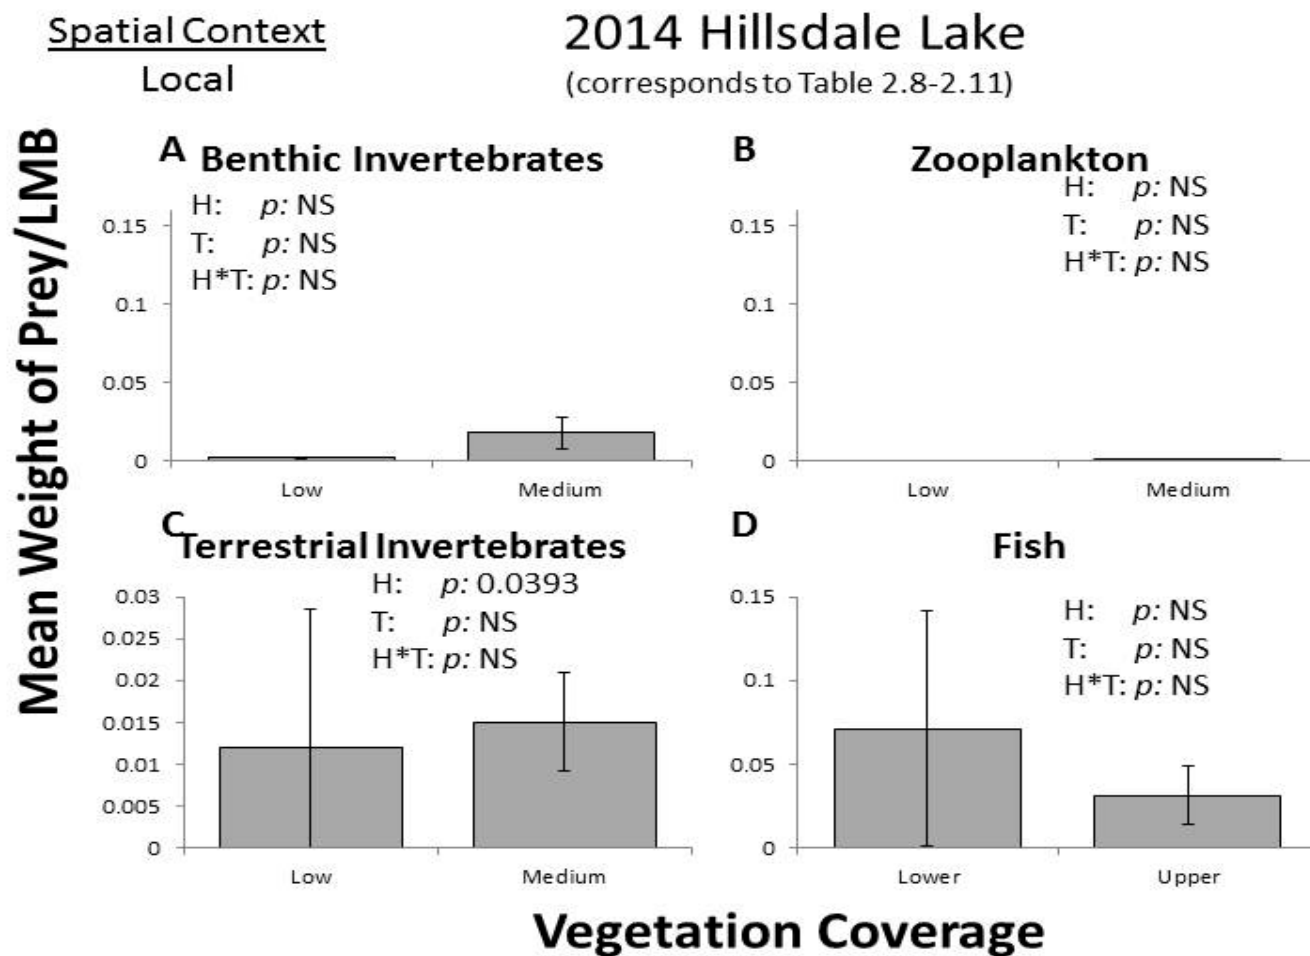 Spatial Context
Local
2014 Hillsdale Lake
(corresponds to Table 2.8-2.11)
Mean Weight of Prey/LMB
A Benthic Invertebrates
H: p: NS
T: p: NS
H*T: p: NS
0.15
0.1
0.05
0
Low Medium
B Zooplankton
H: p: NS
T: p: NS
H*T: p: NS
0.15
0.1
0.05
0
Low Medium
C Terrestrial Invertebrates
H: p: 0.0393
T: p: NS
H*T: p: NS
0.03
0.025
0.02
0.015
0.01
0.005
0
Low Medium
D Fish
H: p: NS
T: p: NS
H*T: p: NS
0.15
0.1
0.05
0
Lower Upper
Vegetation Coverage